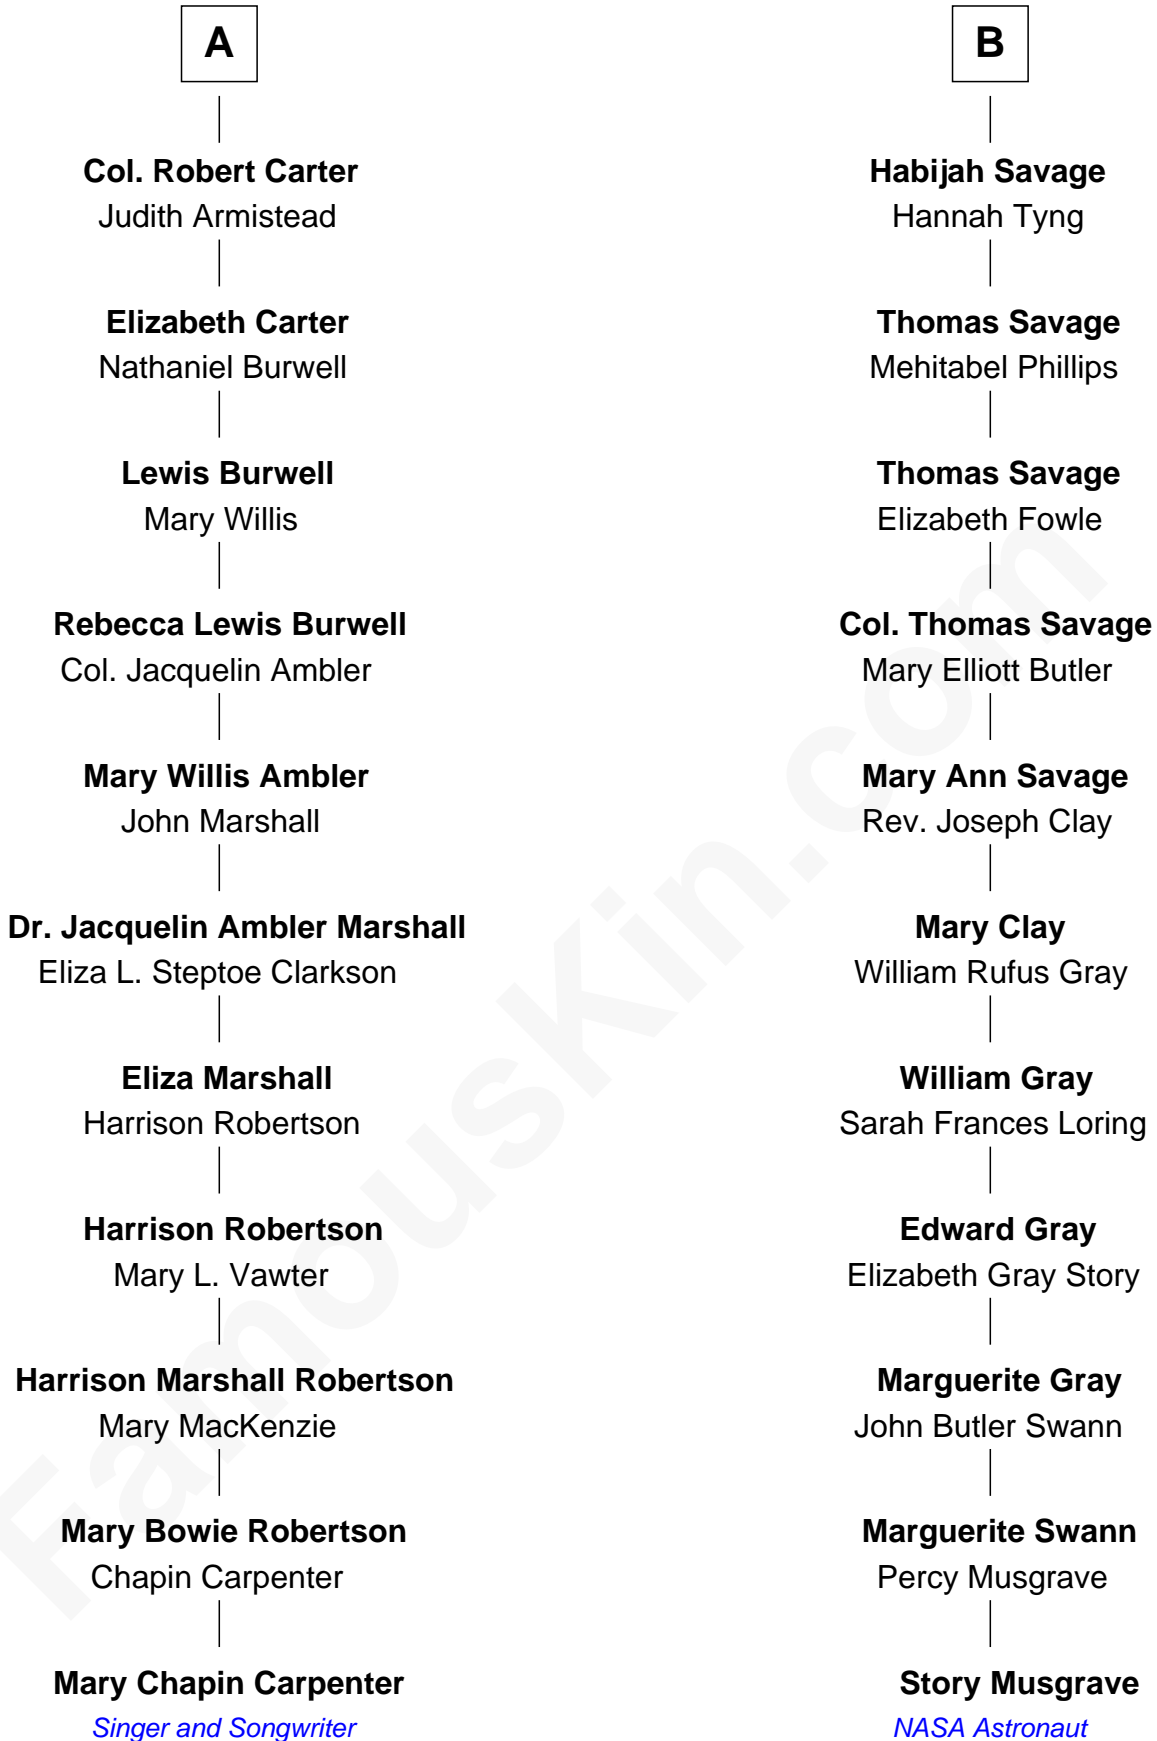 A
Col. Robert Carter
Judith Armistead
Elizabeth Carter
Nathaniel Burwell
Lewis Burwell
Mary Willis
Rebecca Lewis Burwell
Col. Jacquelin Ambler
Mary Willis Ambler
John Marshall
Dr. Jacquelin Ambler Marshall
Eliza L. Steptoe Clarkson
Eliza Marshall
Harrison Robertson
Harrison Robertson
Mary L. Vawter
Harrison Marshall Robertson
Mary MacKenzie
Mary Bowie Robertson
Chapin Carpenter
Mary Chapin Carpenter
Singer and Songwriter
B
Habijah Savage
Hannah Tyng
Thomas Savage
Mehitabel Phillips
Thomas Savage
Elizabeth Fowle
Col. Thomas Savage
Mary Elliott Butler
Mary Ann Savage
Rev. Joseph Clay
Mary Clay
William Rufus Gray
William Gray
Sarah Frances Loring
Edward Gray
Elizabeth Gray Story
Marguerite Gray
John Butler Swann
Marguerite Swann
Percy Musgrave
Story Musgrave
NASA Astronaut
FamousKin.com